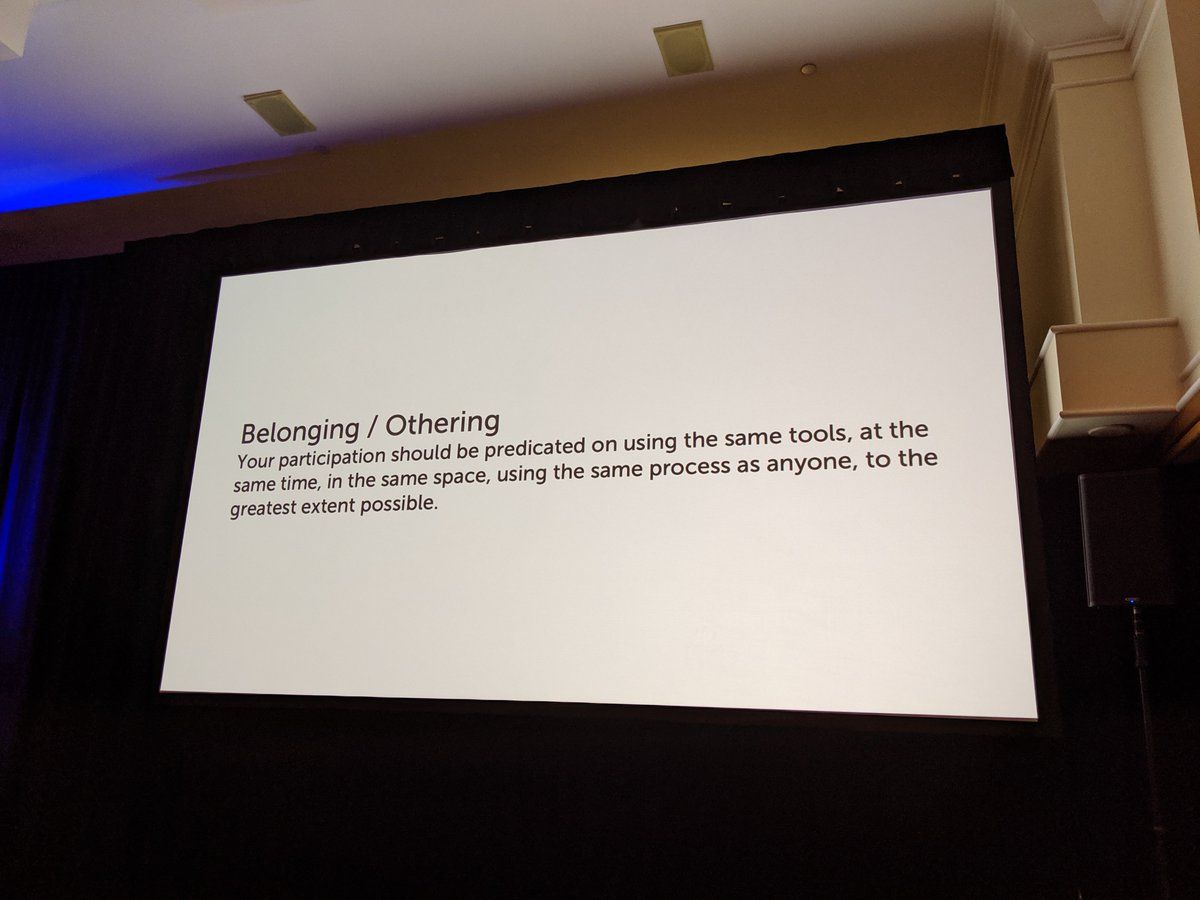 Belonging / Othering
Your participation should be predicated on using the same tools, at the
same time, in the same space, using the same process as anyone, to the
greatest extent possible.